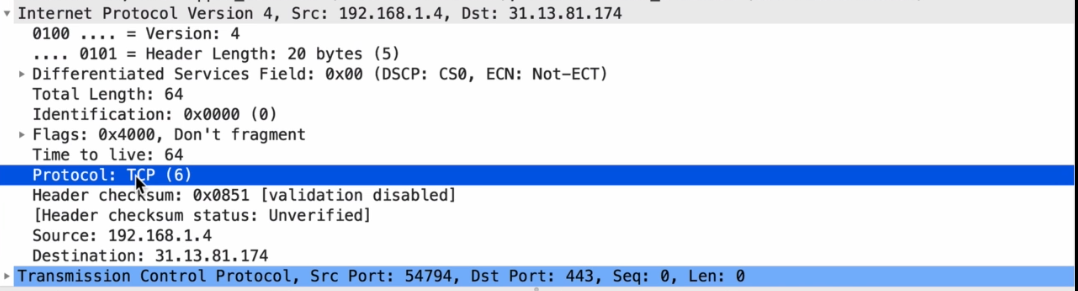 Internet Protocol Version 4, Src: 192.168.1.4, Dst: 31.13.81.174
0100 .... = Version: 4
.... 0101 = Header Length: 20 bytes (5)
Differentiated Services Field: 0x00 (DSCP: CS0, ECN: Not-ECT)
Total Length: 64
Identification: 0x0000 (0)
Flags: 0x4000, Don't fragment
Time to live: 64
Protocol: TCP (6)
Header checksum: 0x0851 [validation disabled]
[Header checksum status: Unverified]
Source: 192.168.1.4
Destination: 31.13.81.174
Transmission Control Protocol, Src Port: 54794, Dst Port: 443, Seq: 0, Len: 0